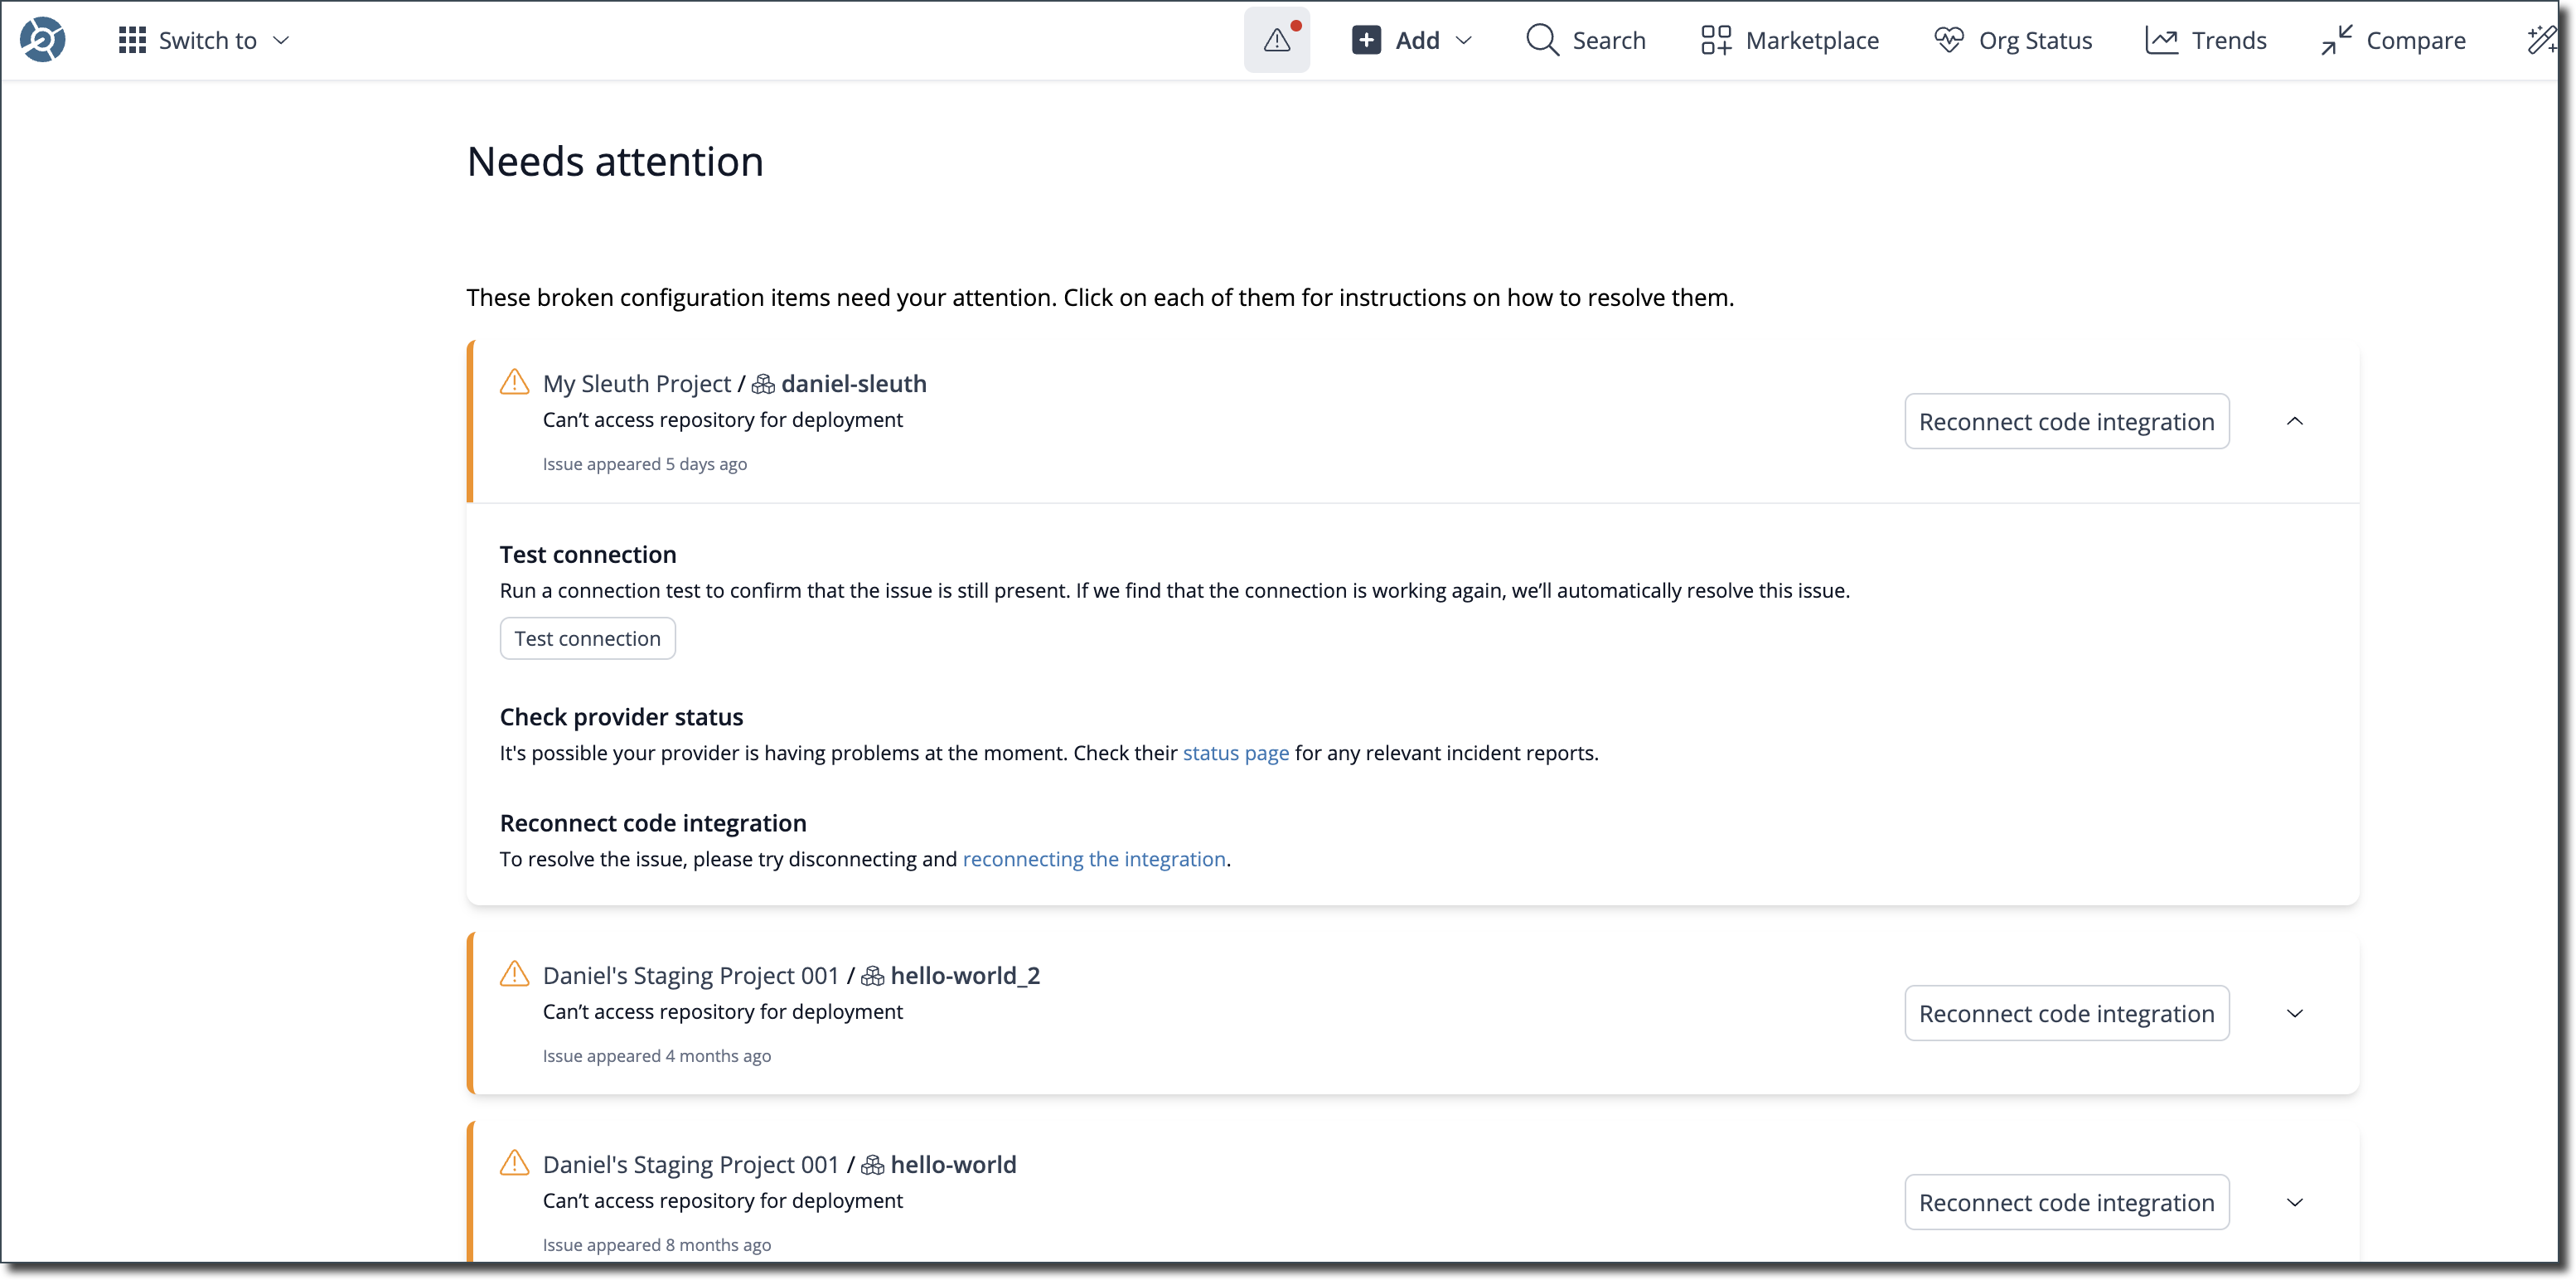 Switch to
Add
Search
Marketplace
Org Status
Trends
Compare
Needs attention
These broken configuration items need your attention. Click on each of them for instructions on how to resolve them.
My Sleuth Project / daniel-sleuth
Can’t access repository for deployment
Issue appeared 5 days ago
Reconnect code integration
Test connection
Run a connection test to confirm that the issue is still present. If we find that the connection is working again, we’ll automatically resolve this issue.
Test connection
Check provider status
It's possible your provider is having problems at the moment. Check their status page for any relevant incident reports.
Reconnect code integration
To resolve the issue, please try disconnecting and reconnecting the integration.
Daniel's Staging Project 001 / hello-world_2
Can’t access repository for deployment
Issue appeared 4 months ago
Reconnect code integration
Daniel's Staging Project 001 / hello-world
Can’t access repository for deployment
Issue appeared 8 months ago
Reconnect code integration